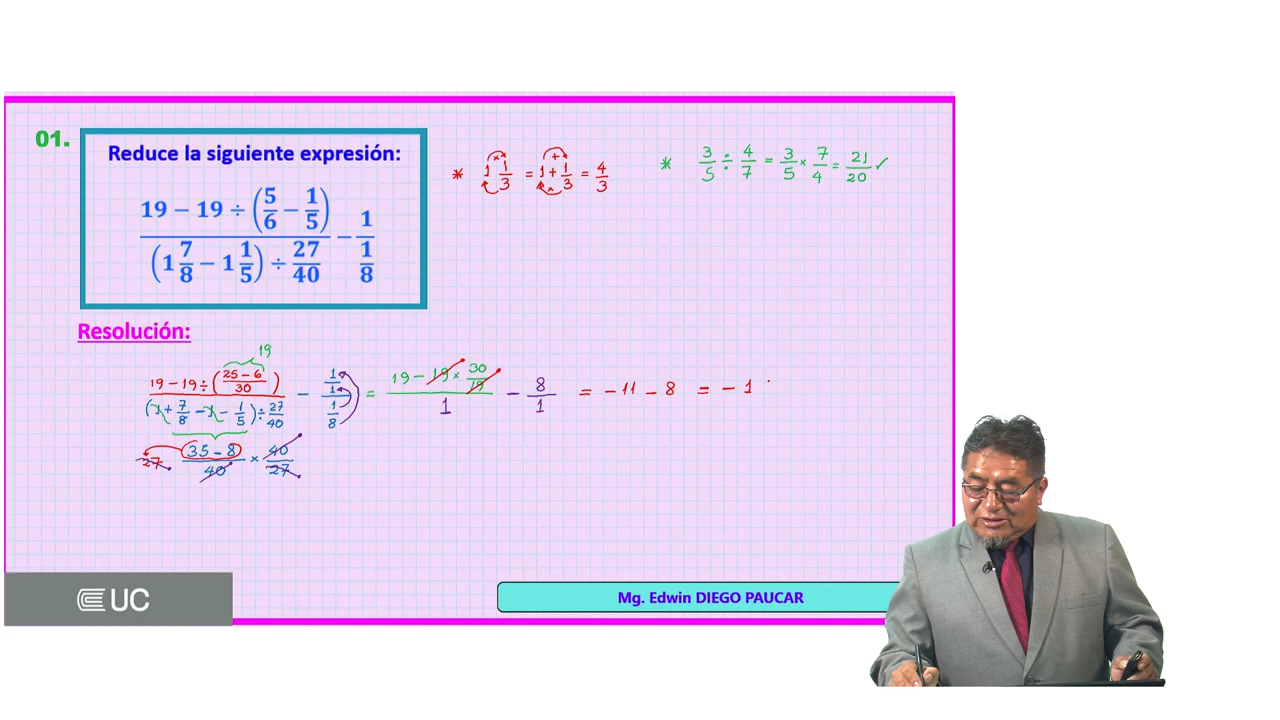 01.
Reduce la siguiente expresión:
19 − 19 ÷ (5/6 − 1/5)
(1 7/8 − 1 1/5) ÷ 27/40
− 1/(1/8)
* 1 1/3 = 1 + 1/3 = 4/3
* 3/5 ÷ 4/7 = 3/5 × 7/4 = 21/20 ✓
Resolución:
19
19 − 19 ÷ ((25 − 6)/30)
(1 + 7/8 − 1 − 1/5) ÷ 27/40
− (1/1)/(1/8) = (19 − 19 × 30/19)/1 − 8/1 = − 11 − 8 = − 1
27 (35 − 8)/40 × 40/27
UC
Mg. Edwin DIEGO PAUCAR